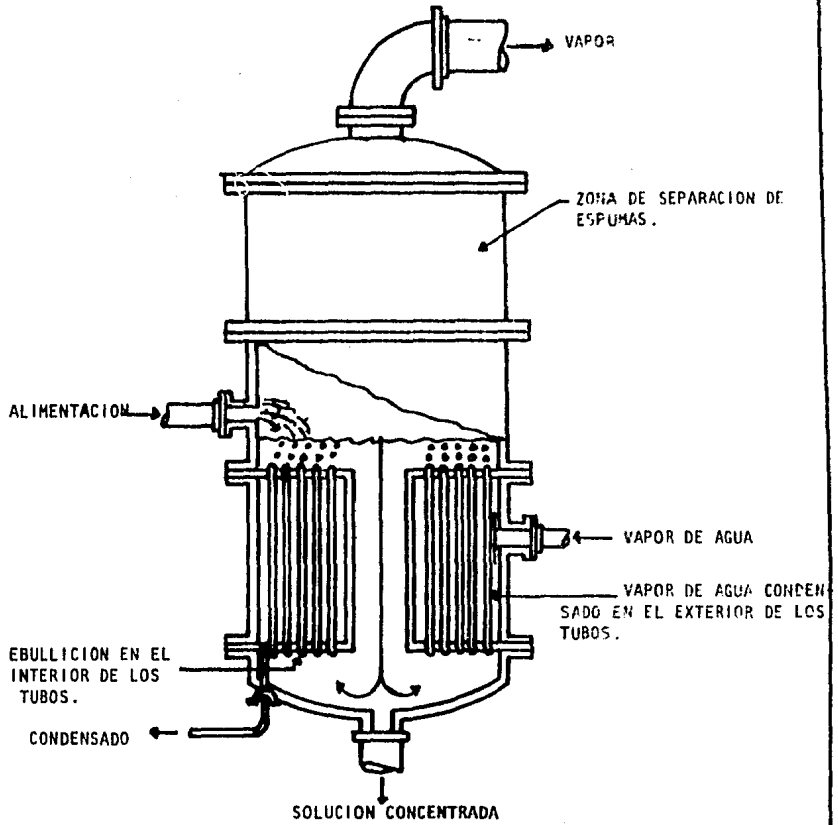 VAPOR
ZONA DE SEPARACION DE
ESPUMAS.
ALIMENTACION
VAPOR DE AGUA
VAPOR DE AGUA CONDEN-
SADO EN EL EXTERIOR DE LOS
TUBOS.
EBULLICION EN EL
INTERIOR DE LOS
TUBOS.
CONDENSADO
SOLUCION CONCENTRADA